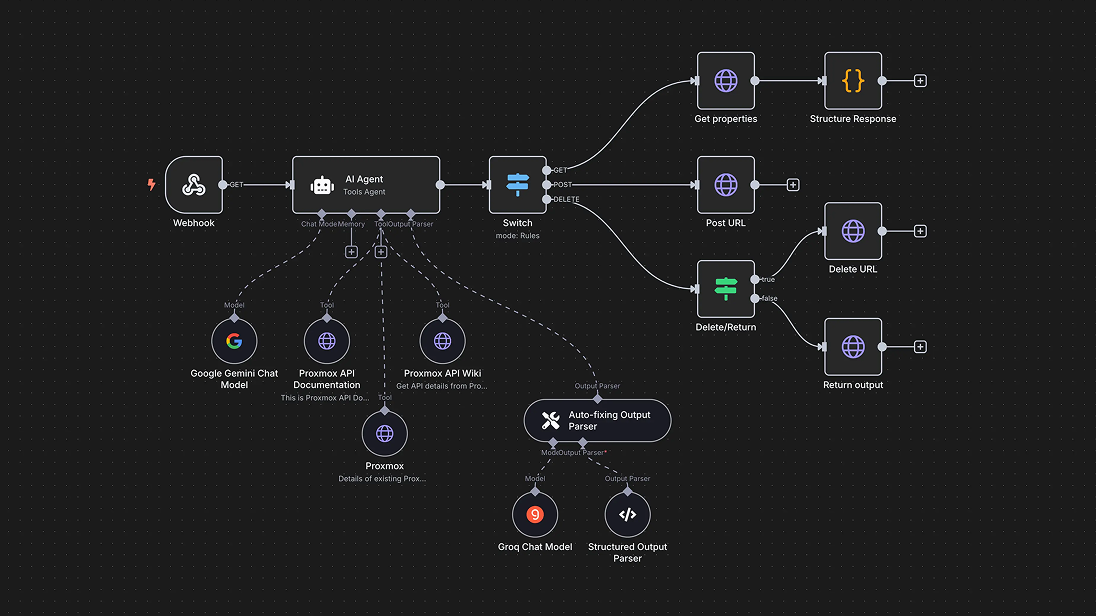 Get properties
Structure Response
GET
AI Agent
Tools Agent
GET
POST
DELETE
Webhook
Chat Mode
Memory
Tool
Output Parser
Switch
mode: Rules
Post URL
Delete URL
true
false
Delete/Return
Return output
Model
Tool
Tool
Google Gemini Chat
Model
Proxmox API
Documentation
This is Proxmox API Do...
Proxmox API Wiki
Get API details from Pro...
Tool
Proxmox
Details of existing Prox...
Output Parser
Auto-fixing Output
Parser
Mode
Output Parser*
Model
Output Parser
Groq Chat Model
Structured Output
Parser